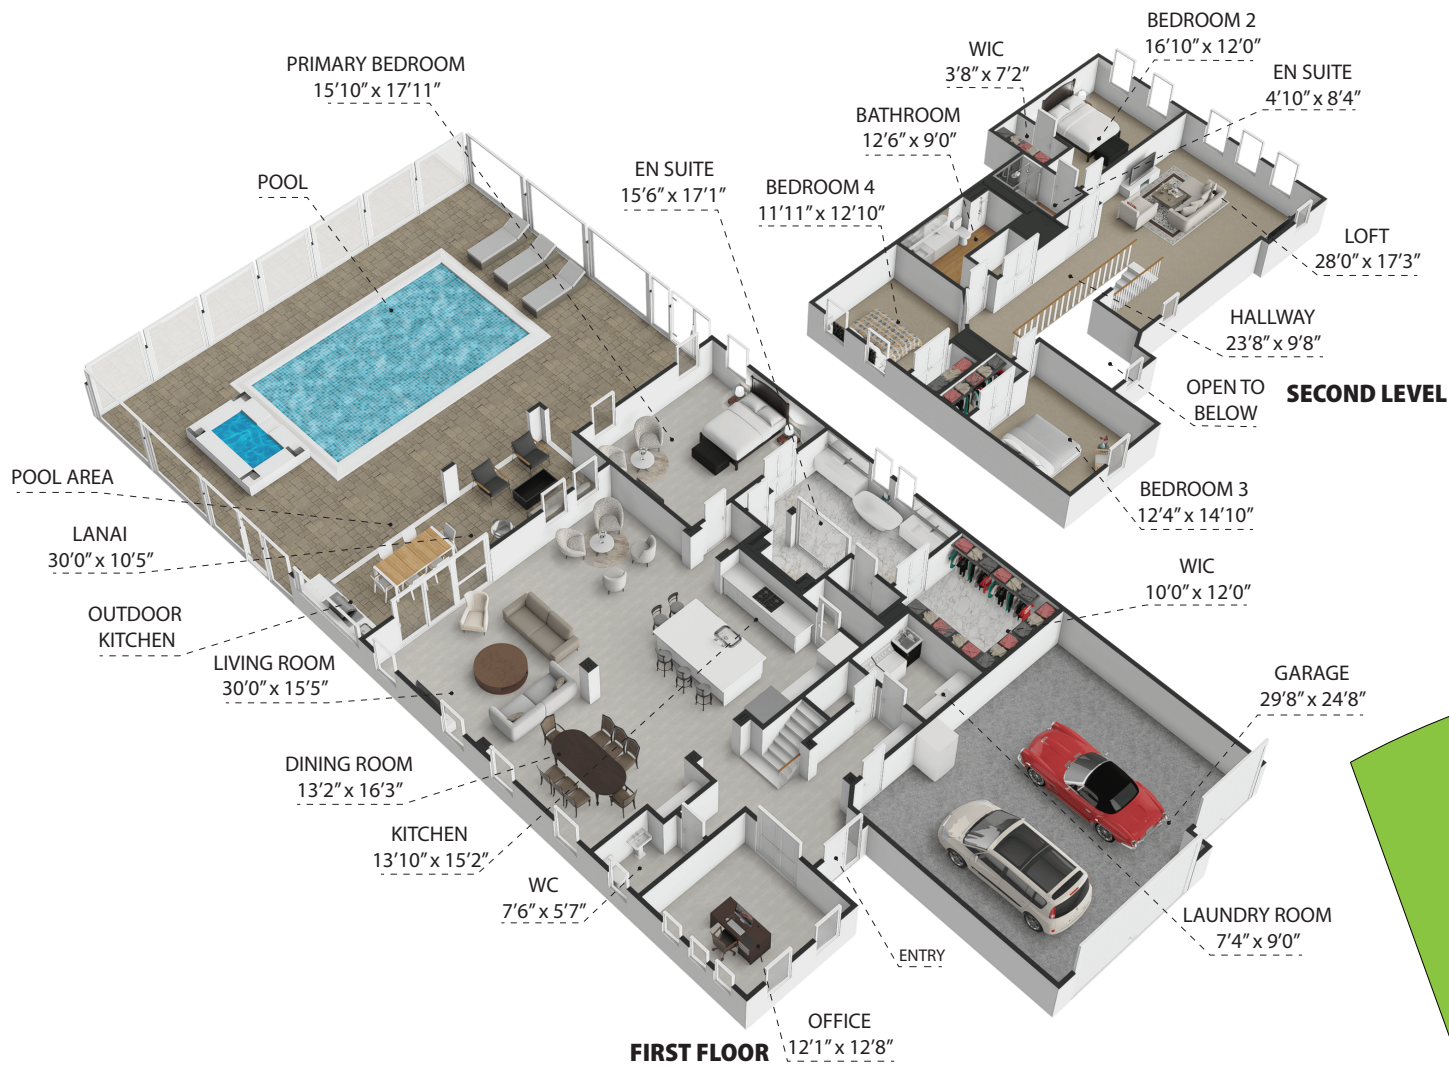 PRIMARY BEDROOM
15'10" x 17'11"
POOL
EN SUITE
15'6" x 17'1"
POOL AREA
LANAI
30'0" x 10'5"
OUTDOOR
KITCHEN
LIVING ROOM
30'0" x 15'5"
DINING ROOM
13'2" x 16'3"
KITCHEN
13'10" x 15'2"
WC
7'6" x 5'7"
OFFICE
12'1" x 12'8"
ENTRY
LAUNDRY ROOM
7'4" x 9'0"
GARAGE
29'8" x 24'8"
WIC
10'0" x 12'0"
FIRST FLOOR
BEDROOM 2
16'10" x 12'0"
WIC
3'8" x 7'2"
EN SUITE
4'10" x 8'4"
BATHROOM
12'6" x 9'0"
BEDROOM 4
11'11" x 12'10"
LOFT
28'0" x 17'3"
HALLWAY
23'8" x 9'8"
OPEN TO
BELOW
BEDROOM 3
12'4" x 14'10"
SECOND LEVEL